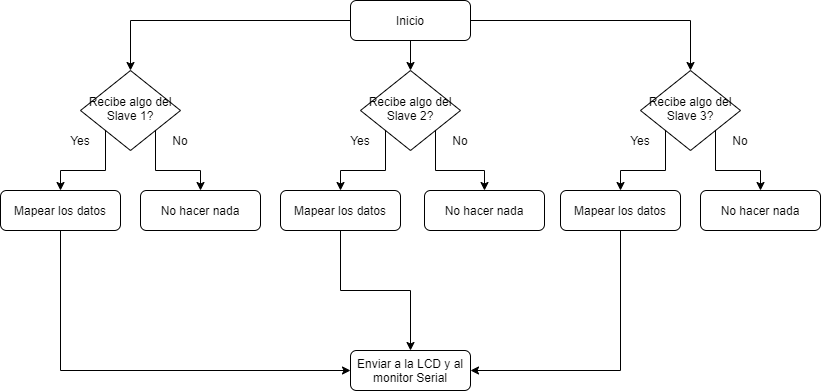 Inicio
Recibe algo del
Slave 1?
Recibe algo del
Slave 2?
Recibe algo del
Slave 3?
Yes
No
Yes
No
Yes
No
Mapear los datos
No hacer nada
Mapear los datos
No hacer nada
Mapear los datos
No hacer nada
Enviar a la LCD y al
monitor Serial